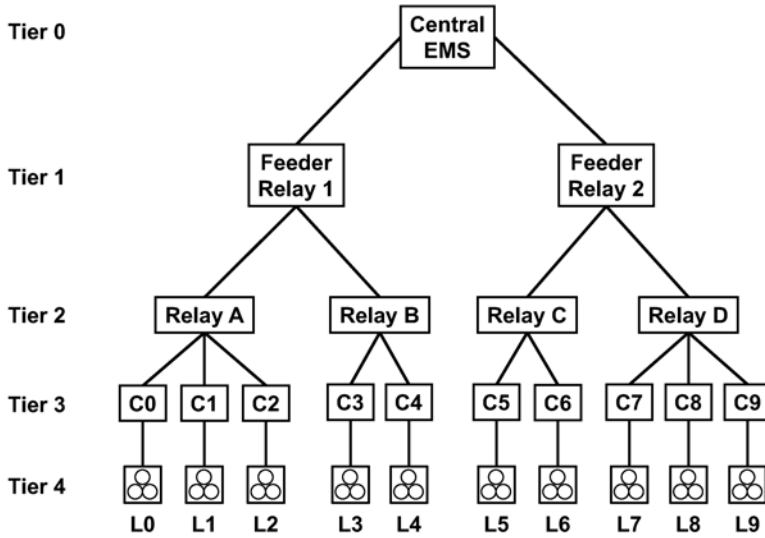 Tier 0
Central
EMS
Tier 1
Feeder
Relay 1
Feeder
Relay 2
Tier 2
Relay A
Relay B
Relay C
Relay D
Tier 3
C0
C1
C2
C3
C4
C5
C6
C7
C8
C9
Tier 4
L0
L1
L2
L3
L4
L5
L6
L7
L8
L9